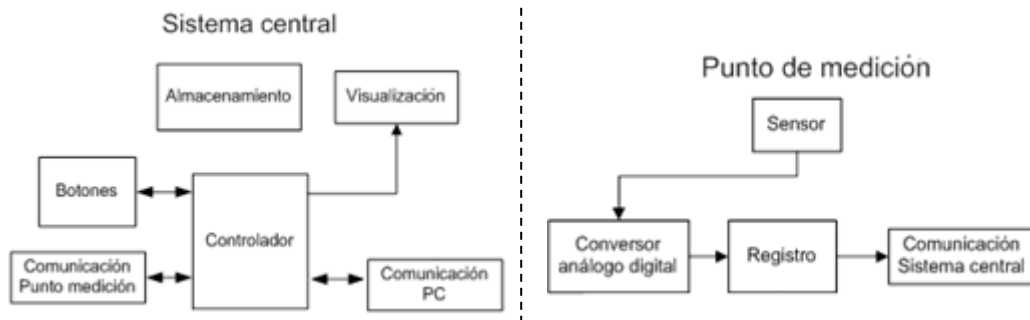 Sistema central
Almacenamiento
Visualización
Botones
Controlador
Comunicación
Punto medición
Comunicación
PC
Punto de medición
Sensor
Conversor
análogo digital
Registro
Comunicación
Sistema central